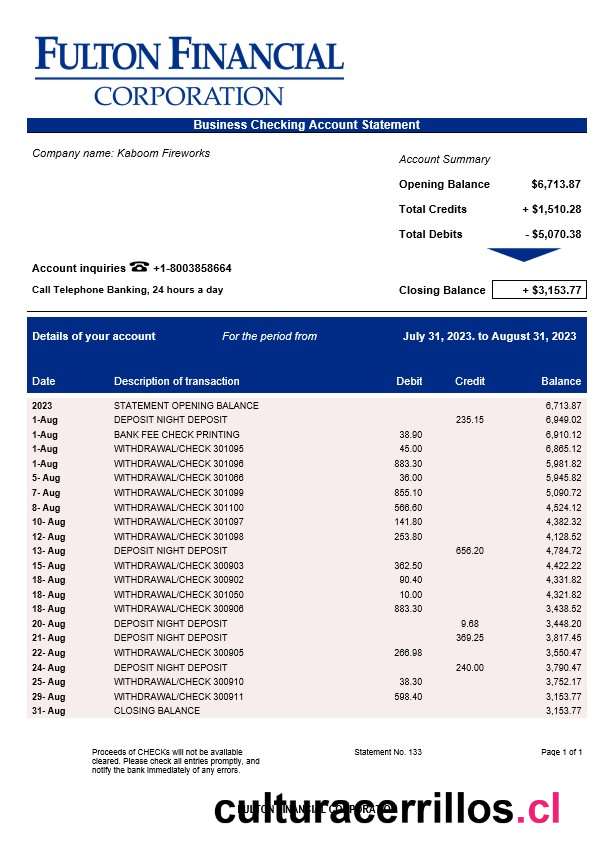 FULTON FINANCIAL
CORPORATION
Business Checking Account Statement
Company name: Kaboom Fireworks
Account Summary
Opening Balance $6,713.87
Total Credits + $1,510.28
Total Debits - $5,070.38
Account inquiries ☎ +1-8003858664
Call Telephone Banking, 24 hours a day
Closing Balance + $3,153.77
Details of your account For the period from July 31, 2023. to August 31, 2023
Date Description of transaction Debit Credit Balance
2023 STATEMENT OPENING BALANCE 6,713.87
1-Aug DEPOSIT NIGHT DEPOSIT 235.15 6,949.02
1-Aug BANK FEE CHECK PRINTING 38.90 6,910.12
1-Aug WITHDRAWAL/CHECK 301095 45.00 6,865.12
1-Aug WITHDRAWAL/CHECK 301096 883.30 5,981.82
5- Aug WITHDRAWAL/CHECK 301066 36.00 5,945.82
7- Aug WITHDRAWAL/CHECK 301099 855.10 5,090.72
8- Aug WITHDRAWAL/CHECK 301100 566.60 4,524.12
10- Aug WITHDRAWAL/CHECK 301097 141.80 4,382.32
12- Aug WITHDRAWAL/CHECK 301098 253.80 4,128.52
13- Aug DEPOSIT NIGHT DEPOSIT 656.20 4,784.72
15- Aug WITHDRAWAL/CHECK 300903 362.50 4,422.22
18- Aug WITHDRAWAL/CHECK 300902 90.40 4,331.82
18- Aug WITHDRAWAL/CHECK 301050 10.00 4,321.82
18- Aug WITHDRAWAL/CHECK 300906 883.30 3,438.52
20- Aug DEPOSIT NIGHT DEPOSIT 9.68 3,448.20
21- Aug DEPOSIT NIGHT DEPOSIT 369.25 3,817.45
22- Aug WITHDRAWAL/CHECK 300905 266.98 3,550.47
24- Aug DEPOSIT NIGHT DEPOSIT 240.00 3,790.47
25- Aug WITHDRAWAL/CHECK 300910 38.30 3,752.17
29- Aug WITHDRAWAL/CHECK 300911 598.40 3,153.77
31- Aug CLOSING BALANCE 3,153.77
Proceeds of CHECKs will not be available
cleared. Please check all entries promptly, and
notify the bank immediately of any errors.
Statement No. 133
Page 1 of 1
FULTON FINANCIAL CORPORATION
culturacerrillos.cl